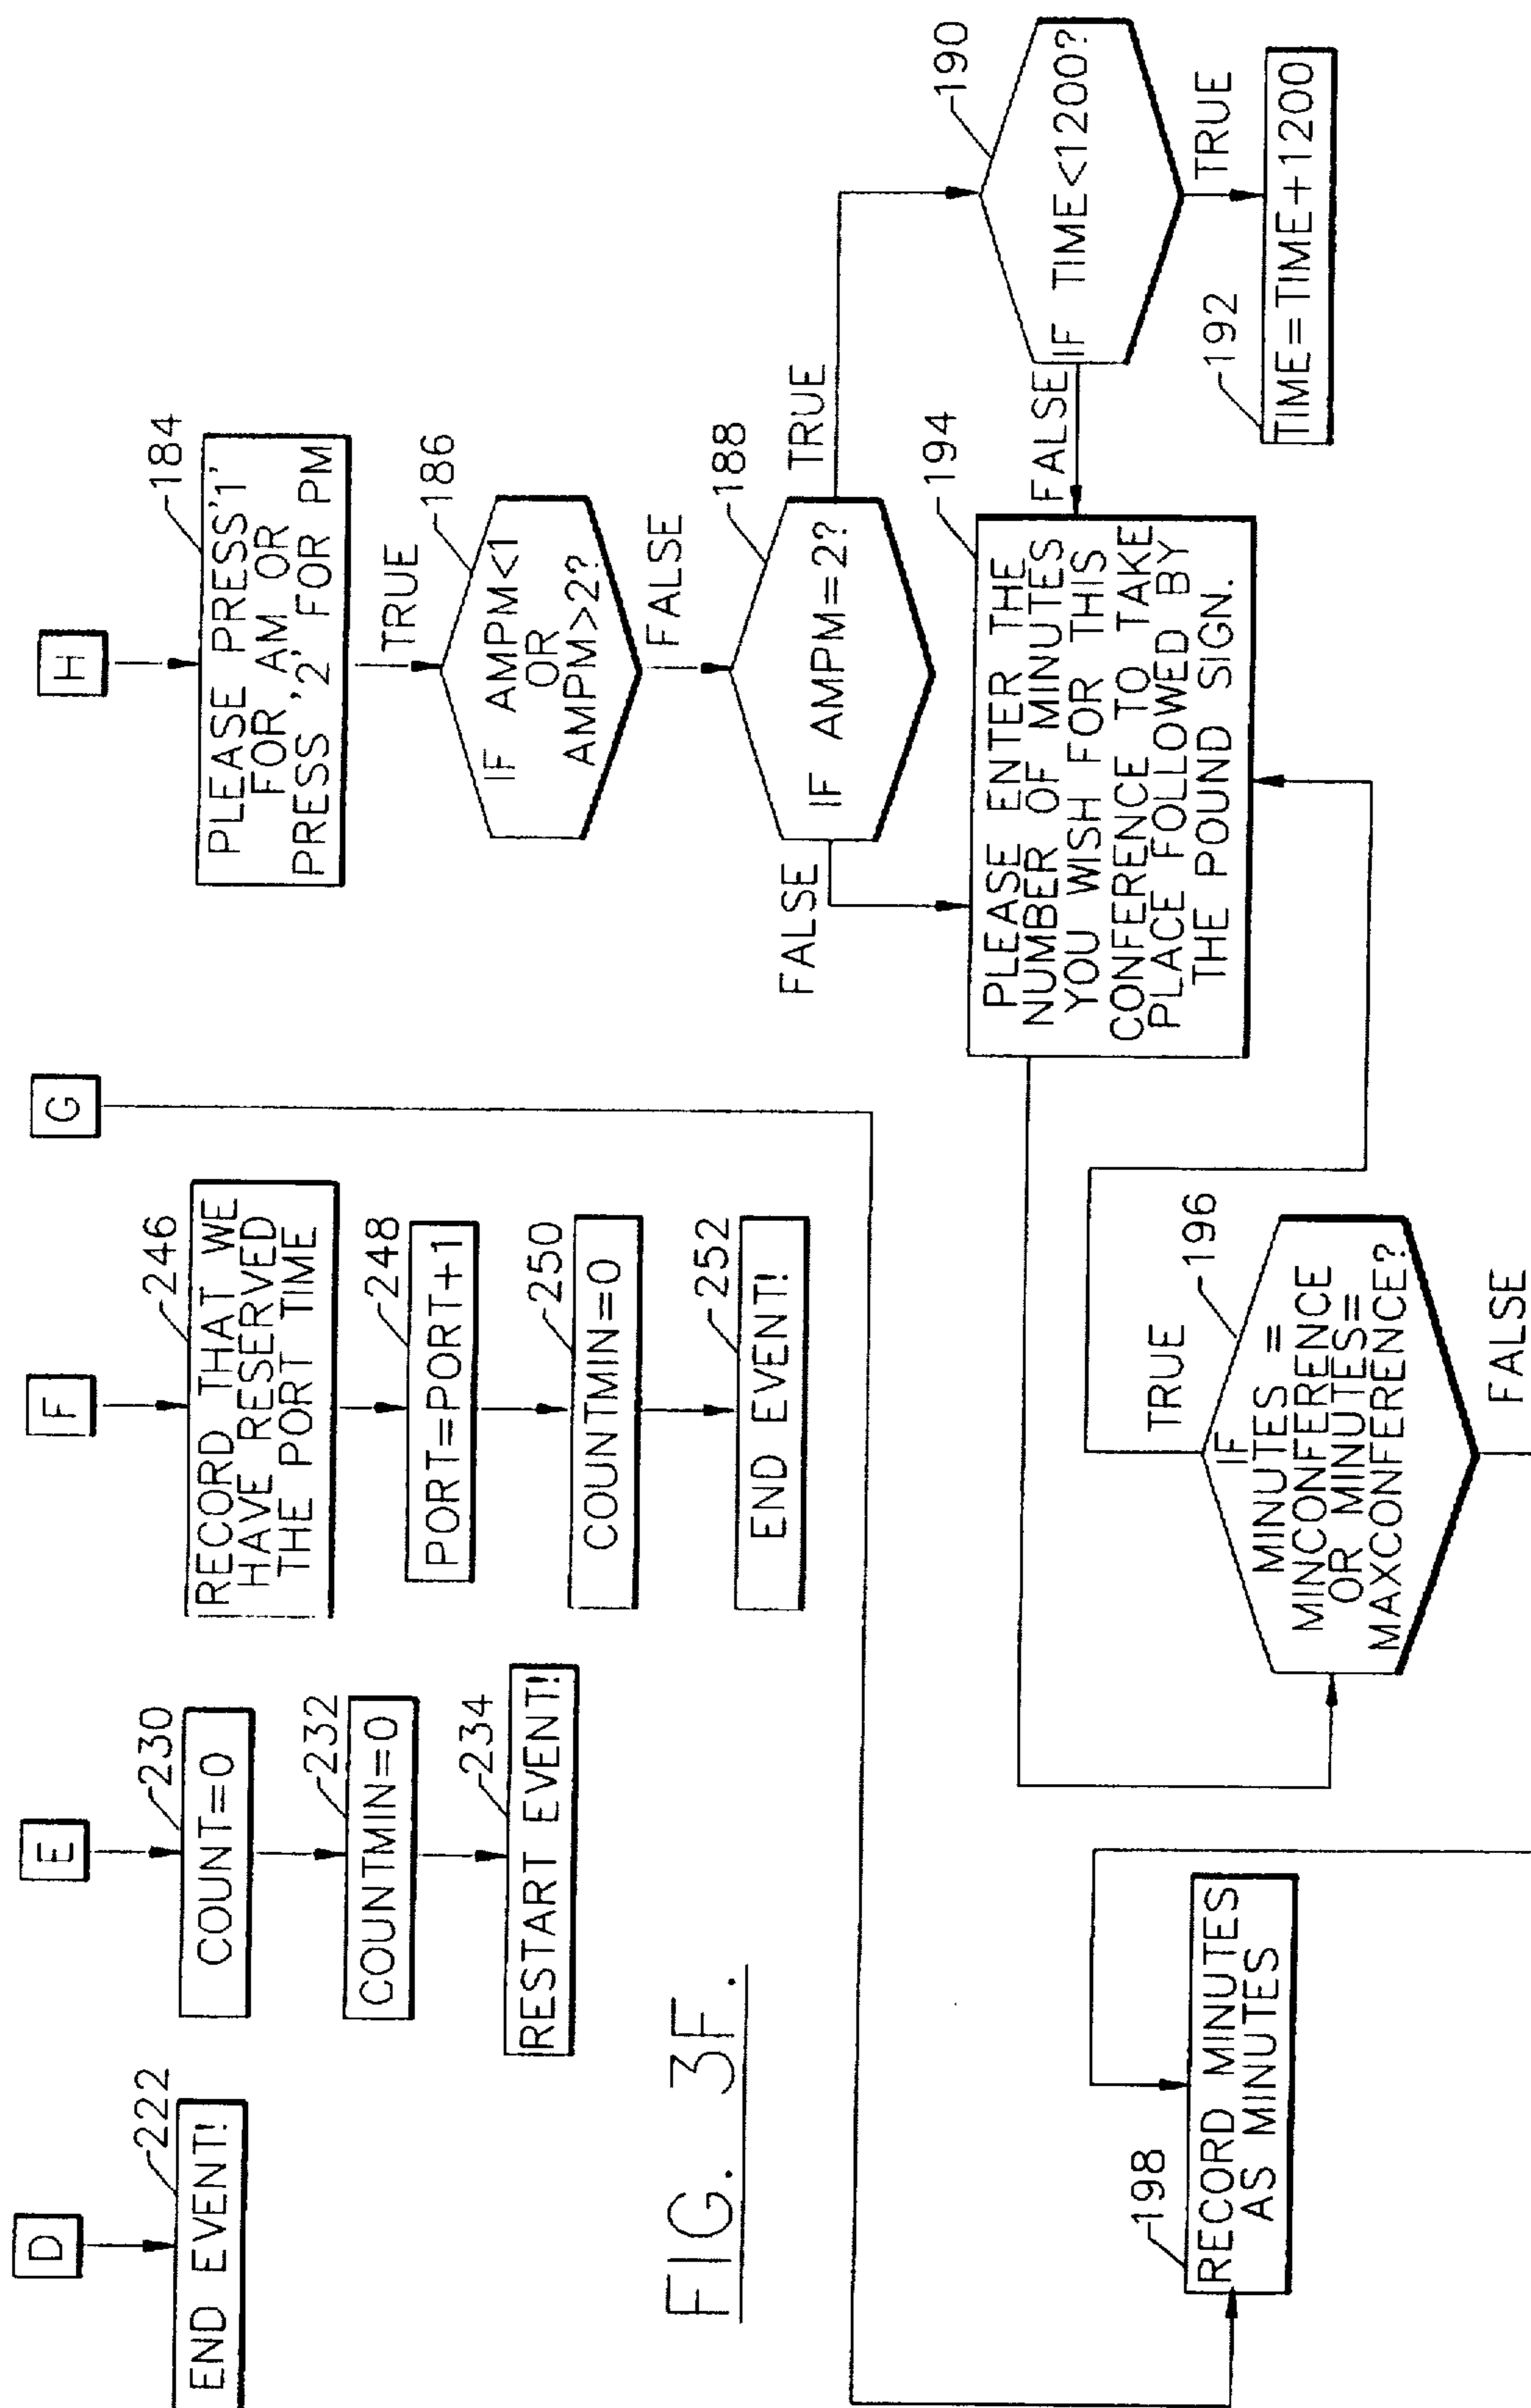 D
222
END EVENT!
E
230
COUNT=0
232
COUNTMIN=0
234
RESTART EVENT!
F
246
RECORD THAT WE
HAVE RESERVED
THE PORT TIME
248
PORT=PORT+1
250
COUNTMIN=0
252
END EVENT!
G
H
184
PLEASE PRESS'1'
FOR AM OR
PRESS '2' FOR PM
TRUE
186
IF AMPM<1
OR
AMPM>2?
FALSE
188
IF AMPM=2?
FALSE
TRUE
190
IF TIME<1200?
FALSE
TRUE
192
TIME=TIME+1200
194
PLEASE ENTER THE
NUMBER OF MINUTES
YOU WISH FOR THIS
CONFERENCE TO TAKE
PLACE FOLLOWED BY
THE POUND SIGN.
196
IF
MINUTES =
MINCONFERENCE
OR MINUTES=
MAXCONFERENCE?
TRUE
FALSE
198
RECORD MINUTES
AS MINUTES
FIG. 3F.